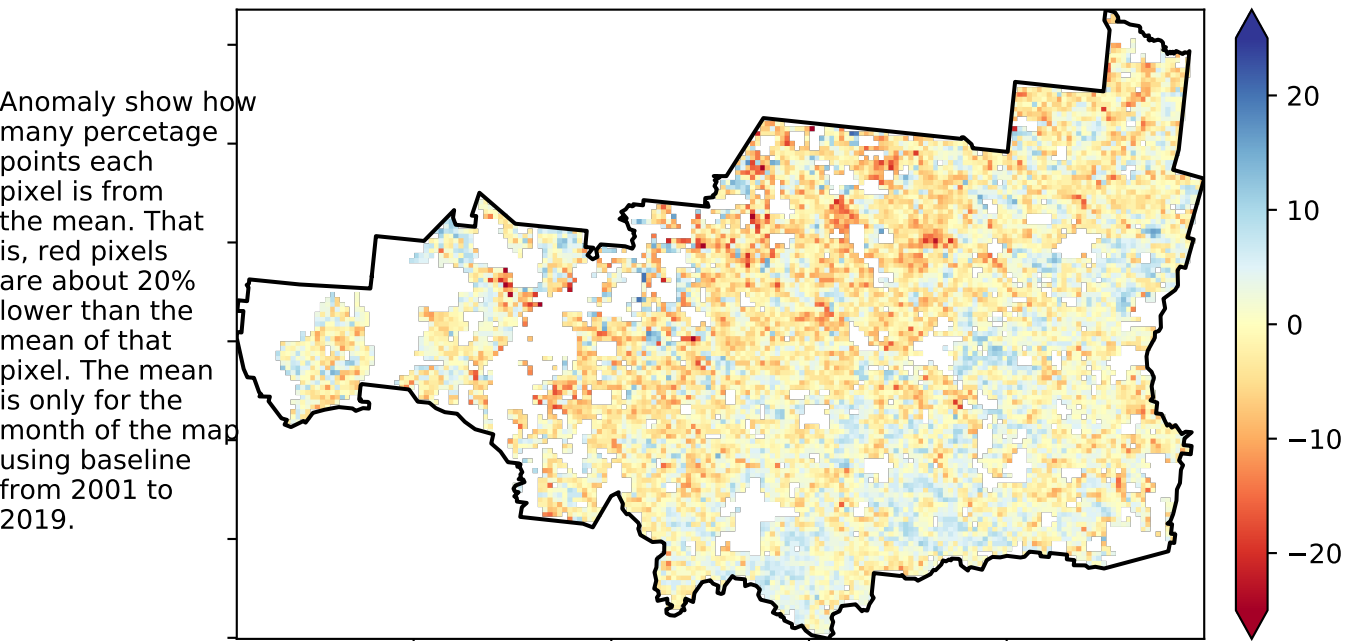 Anomaly show how
many percetage
points each
pixel is from
the mean. That
is, red pixels
are about 20%
lower than the
mean of that
pixel. The mean
is only for the
month of the map
using baseline
from 2001 to
2019.
20
10
0
−10
−20